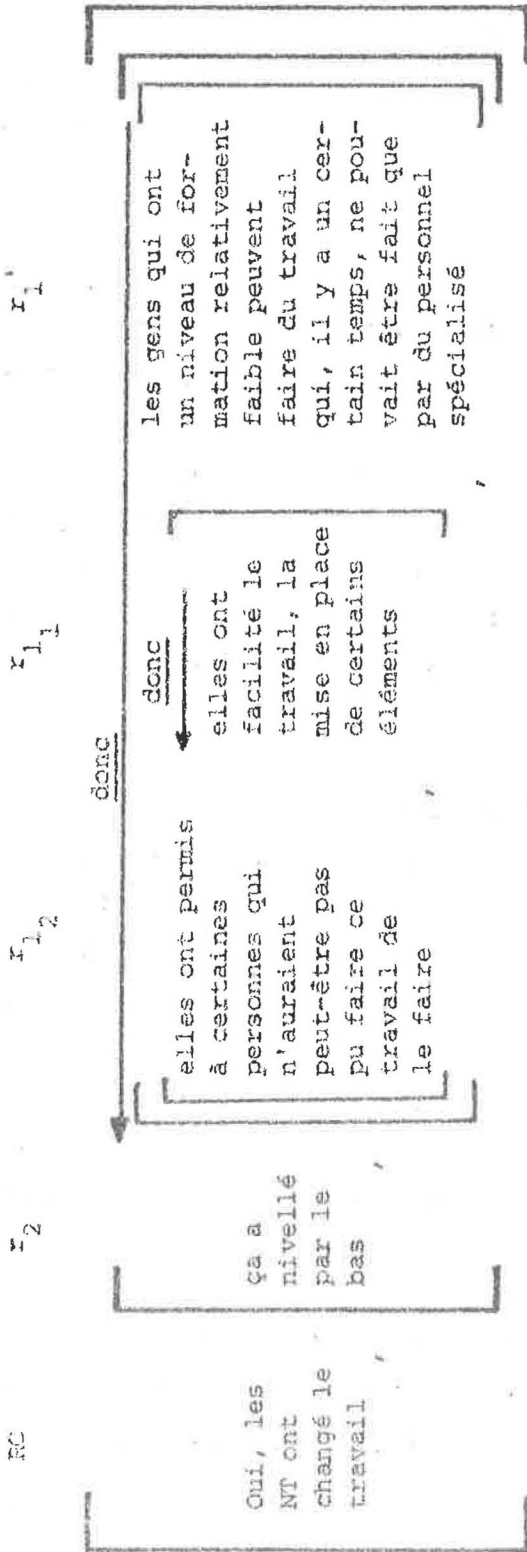 RC
r2
r12
r11
r1'
donc
donc
Oui, les
NT ont
changé le
travail ,
ça a
nivellé
par le
bas ,
elles ont permis
à certaines
personnes qui
n'auraient
peut-être pas
pu faire ce
travail de
le faire ,
elles ont
facilité le
travail, la
mise en place
de certains
éléments ,
les gens qui ont
un niveau de for-
mation relativement
faible peuvent
faire du travail
qui, il y a un cer-
tain temps, ne pou-
vait être fait que
par du personnel
spécialisé